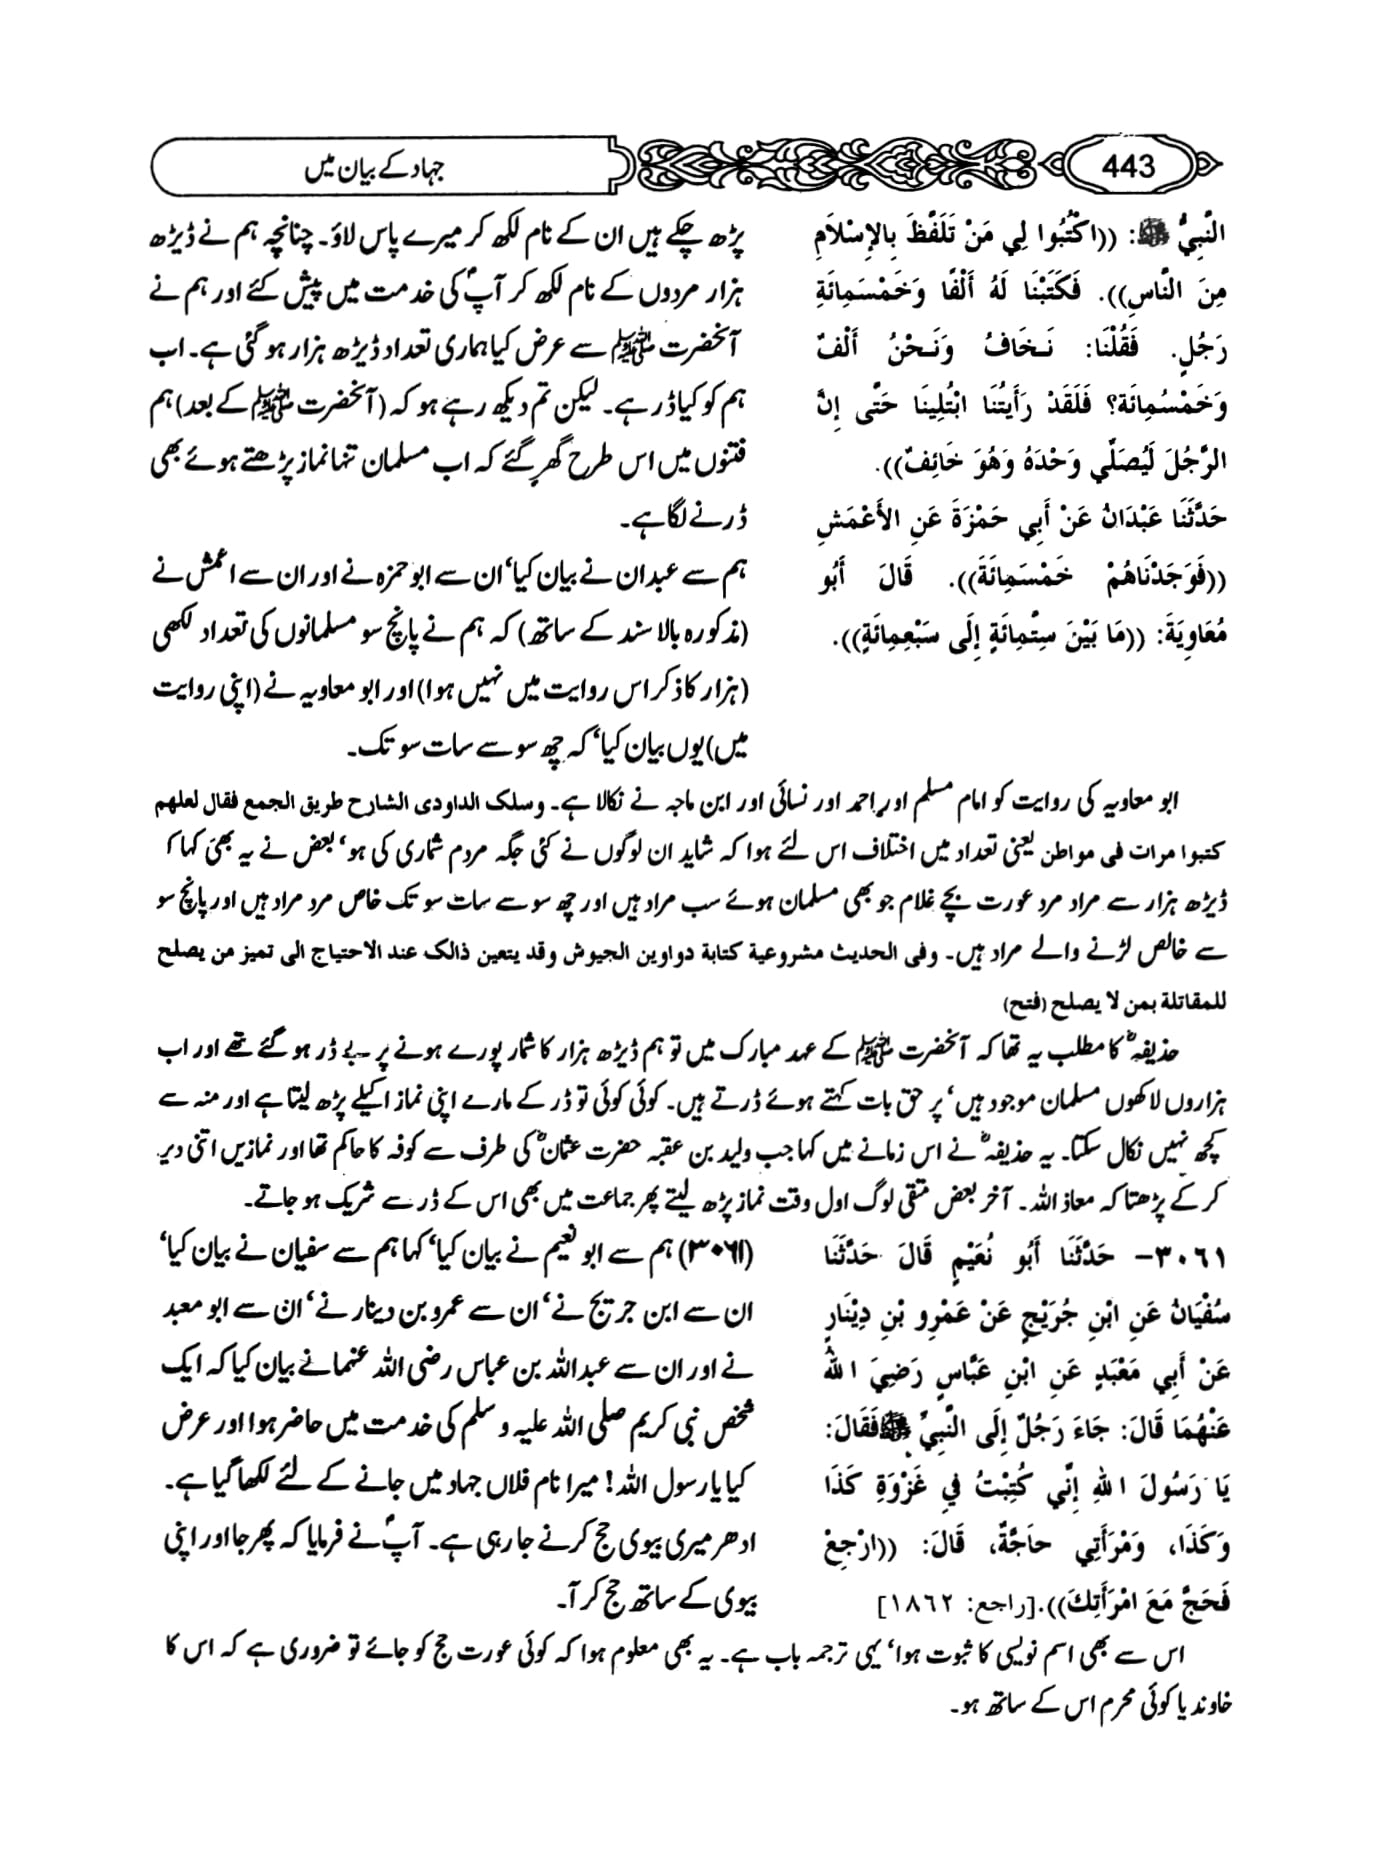 443
جہاد کے بیان میں
النَّبِيُّ ﷺ: ((اكْتُبُوا لِي مَنْ تَلَفَّظَ بِالإِسْلاَمِ
مِنَ النَّاسِ)). فَكَتَبْنَا لَهُ أَلْفًا وَخَمْسَمِائَةِ
رَجُلٍ. فَقُلْنَا: نَخَافُ وَنَحْنُ أَلْفٌ
وَخَمْسُمِائَة؟ فَلَقَدْ رَأَيْتُنَا ابْتُلِينَا حَتَّى إِنَّ
الرَّجُلَ لَيُصَلِّي وَحْدَهُ وَهُوَ خَائِفٌ)).
حَدَّثَنَا عَبْدَانُ عَنْ أَبِي حَمْزَةَ عَنِ الأَعْمَشِ
((فَوَجَدْنَاهُمْ خَمْسَمِائَة)). قَالَ أَبُو
مُعَاوِيَةَ: ((مَا بَيْنَ سِتِّمِائَةٍ إِلَى سَبْعِمِائَةٍ)).
پڑھ چکے ہیں ان کے نام لکھ کر میرے پاس لاؤ۔ چنانچہ ہم نے ڈیڑھ
ہزار مردوں کے نام لکھ کر آپؐ کی خدمت میں پیش کئے اور ہم نے
آنحضرت ﷺ سے عرض کیا ہماری تعداد ڈیڑھ ہزار ہو گئی ہے۔ اب
ہم کو کیا ڈر ہے۔ لیکن تم دیکھ رہے ہو کہ (آنحضرت ﷺ کے بعد) ہم
فتنوں میں اس طرح گھر گئے کہ اب مسلمان تنہا نماز پڑھتے ہوئے بھی
ڈرنے لگا ہے۔
ہم سے عبدان نے بیان کیا‘ ان سے ابو حمزہ نے اور ان سے اعمش نے
(مذکورہ بالا سند کے ساتھ) کہ ہم نے پانچ سو مسلمانوں کی تعداد لکھی
(ہزار کا ذکر اس روایت میں نہیں ہوا) اور ابو معاویہ نے (اپنی روایت
میں) یوں بیان کیا‘ کہ چھ سو سے سات سو تک۔
ابو معاویہ کی روایت کو امام مسلم اور احمد اور نسائی اور ابن ماجہ نے نکالا ہے۔ وسلک الداودی الشارح طریق الجمع فقال لعلهم
کتبوا مرات فی مواطن یعنی تعداد میں اختلاف اس لئے ہوا کہ شاید ان لوگوں نے کئی جگہ مردم شماری کی ہو‘ بعض نے یہ بھی کہا کہ
ڈیڑھ ہزار سے مراد مرد عورت بچے غلام جو بھی مسلمان ہوئے سب مراد ہیں اور چھ سو سے سات سو تک خاص مرد مراد ہیں اور پانچ سو
سے خالص لڑنے والے مراد ہیں۔ وفی الحدیث مشروعیة کتابة دواوین الجیوش وقد یتعین ذالک عند الاحتیاج الی تمیز من یصلح
للمقاتلة بمن لا یصلح (فتح)
حذیفہؓ کا مطلب یہ تھا کہ آنحضرت ﷺ کے عہد مبارک میں تو ہم ڈیڑھ ہزار کا شمار پورے ہونے پر بے ڈر ہو گئے تھے اور اب
ہزاروں لاکھوں مسلمان موجود ہیں‘ پر حق بات کہتے ہوئے ڈرتے ہیں۔ کوئی کوئی تو ڈر کے مارے اپنی نماز اکیلے پڑھ لیتا ہے اور منہ سے
کچھ نہیں نکال سکتا۔ یہ حذیفہؓ نے اس زمانے میں کہا جب ولید بن عقبہ حضرت عثمانؓ کی طرف سے کوفہ کا حاکم تھا اور نمازیں اتنی دیر
کر کے پڑھتا کہ معاذ اللہ۔ آخر بعض متقی لوگ اول وقت نماز پڑھ لیتے پھر جماعت میں بھی اس کے ڈر سے شریک ہو جاتے۔
٣٠٦١– حَدَّثَنَا أَبُو نُعَيْمٍ قَالَ حَدَّثَنَا
سُفْيَانُ عَنِ ابْنِ جُرَيْجٍ عَنْ عَمْرِو بْنِ دِينَارٍ
عَنْ أَبِي مَعْبَدٍ عَنِ ابْنِ عَبَّاسٍ رَضِيَ اللهُ
عَنْهُمَا قَالَ: جَاءَ رَجُلٌ إِلَى النَّبِيِّ ﷺ فَقَالَ:
يَا رَسُولَ اللهِ إِنِّي كُتِبْتُ فِي غَزْوَةِ كَذَا
وَكَذَا، وَمْرَأَتِي حَاجَّةٌ، قَالَ: ((ارْجِعْ
فَحَجَّ مَعَ امْرَأَتِكَ)).[راجع: ١٨٦٢]
(۳۰۶۱) ہم سے ابو نعیم نے بیان کیا‘ کہا ہم سے سفیان نے بیان کیا‘
ان سے ابن جریج نے‘ ان سے عمرو بن دینار نے‘ ان سے ابو معبد
نے اور ان سے عبداللہ بن عباس رضی اللہ عنہما نے بیان کیا کہ ایک
شخص نبی کریم صلی اللہ علیہ وسلم کی خدمت میں حاضر ہوا اور عرض
کیا یا رسول اللہ! میرا نام فلاں جہاد میں جانے کے لئے لکھا گیا ہے۔
ادھر میری بیوی حج کرنے جا رہی ہے۔ آپؐ نے فرمایا کہ پھر جا اور اپنی
بیوی کے ساتھ حج کر آ۔
اس سے بھی اسم نویسی کا ثبوت ہوا‘ یہی ترجمہ باب ہے۔ یہ بھی معلوم ہوا کہ کوئی عورت حج کو جائے تو ضروری ہے کہ اس کا
خاوند یا کوئی محرم اس کے ساتھ ہو۔